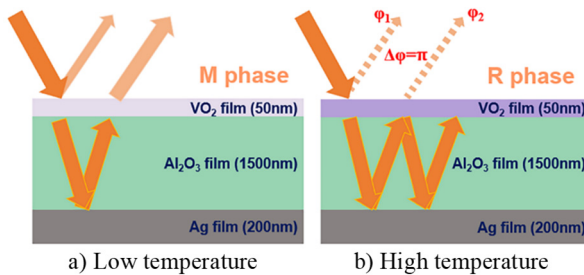 M phase
VO₂ film (50nm)
Al₂O₃ film (1500nm)
Ag film (200nm)
a) Low temperature
φ₁
φ₂
Δφ=π
R phase
VO₂ film (50nm)
Al₂O₃ film (1500nm)
Ag film (200nm)
b) High temperature